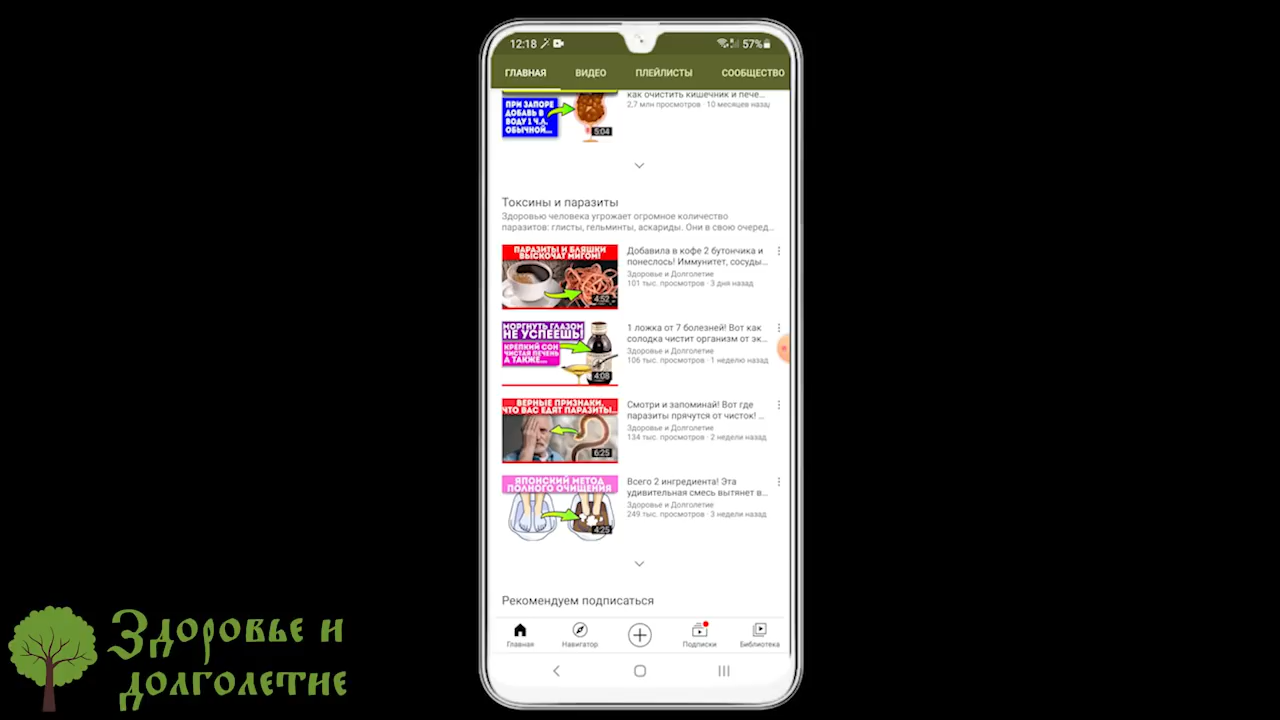 12:18
57%
ГЛАВНАЯ ВИДЕО ПЛЕЙЛИСТЫ СООБЩЕСТВО
ПРИ ЗАПОРЕ
ДОБАВЬ В
ВОДУ 1 Ч.Л.
ОБЫЧНОЙ...
5:04
как очистить кишечник и пече...
2,7 млн просмотров · 10 месяцев назад
Токсины и паразиты
Здоровью человека угрожает огромное количество
паразитов: глисты, гельминты, аскариды. Они в свою очеред...
ПАРАЗИТЫ И БЛЯШКИ
ВЫСКОЧАТ МИГОМ!
4:52
Добавила в кофе 2 бутончика и
понеслось! Иммунитет, сосуды...
Здоровье и Долголетие
101 тыс. просмотров · 3 дня назад
МОРГНУТЬ ГЛАЗОМ
НЕ УСПЕЕШЬ!
КРЕПКИЙ СОН
ЧИСТАЯ ПЕЧЕНЬ
А ТАКЖЕ...
4:08
1 ложка от 7 болезней! Вот как
солодка чистит организм от эк...
Здоровье и Долголетие
106 тыс. просмотров · 1 неделю назад
ВЕРНЫЕ ПРИЗНАКИ,
ЧТО ВАС ЕДЯТ ПАРАЗИТЫ...
6:25
Смотри и запоминай! Вот где
паразиты прячутся от чисток! ...
Здоровье и Долголетие
134 тыс. просмотров · 2 недели назад
ЯПОНСКИЙ МЕТОД
ПОЛНОГО ОЧИЩЕНИЯ
4:25
Всего 2 ингредиента! Эта
удивительная смесь вытянет в...
Здоровье и Долголетие
249 тыс. просмотров · 3 недели назад
Рекомендуем подписаться
Главная Навигатор Подписки Библиотека
Здоровье и
долголетие